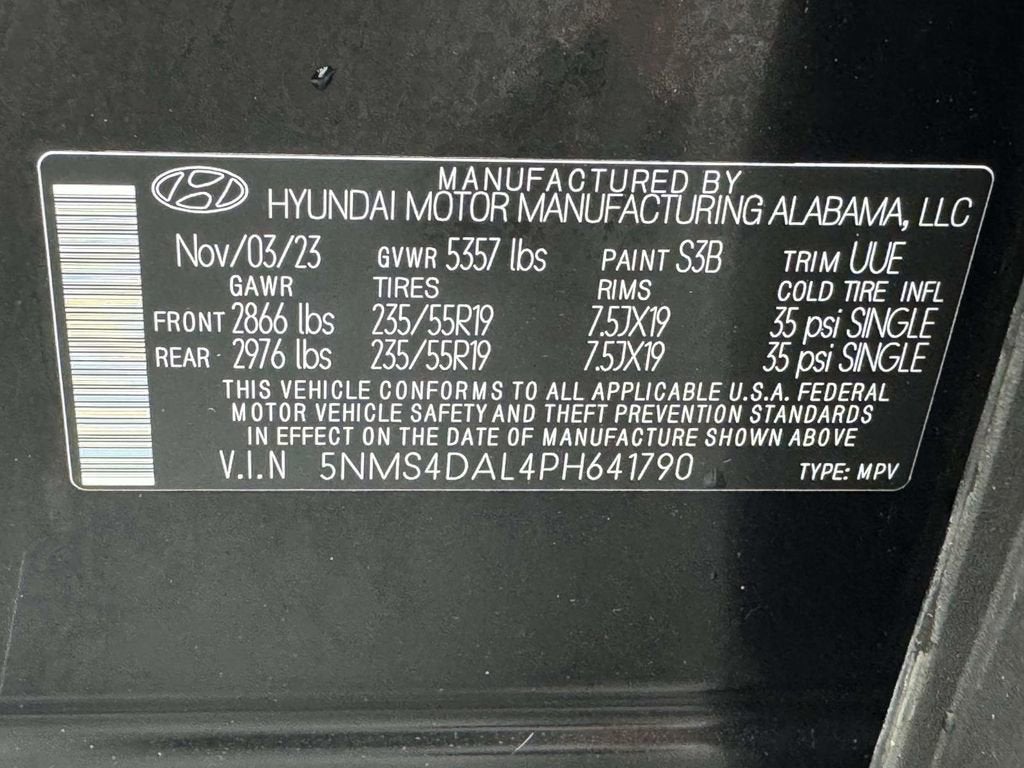 MANUFACTURED BY
HYUNDAI MOTOR MANUFACTURING ALABAMA, LLC
Nov/03/23 GVWR 5357 lbs PAINT S3B TRIM UUE
GAWR TIRES RIMS COLD TIRE INFL
FRONT 2866 lbs 235/55R19 7.5JX19 35 psi SINGLE
REAR 2976 lbs 235/55R19 7.5JX19 35 psi SINGLE
THIS VEHICLE CONFORMS TO ALL APPLICABLE U.S.A. FEDERAL
MOTOR VEHICLE SAFETY AND THEFT PREVENTION STANDARDS
IN EFFECT ON THE DATE OF MANUFACTURE SHOWN ABOVE
V.I.N 5NMS4DAL4PH641790 TYPE: MPV